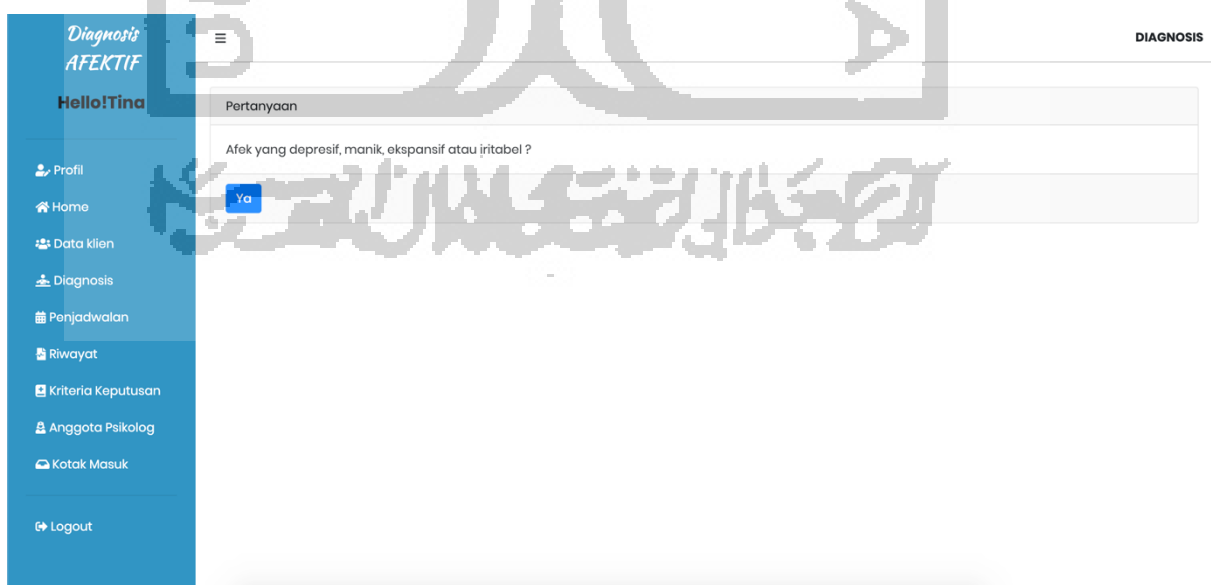 Diagnosis
AFEKTIF
Hello!Tina
Profil
Home
Data klien
Diagnosis
Penjadwalan
Riwayat
Kriteria Keputusan
Anggota Psikolog
Kotak Masuk
Logout
DIAGNOSIS
Pertanyaan
Afek yang depresif, manik, ekspansif atau iritabel ?
Ya